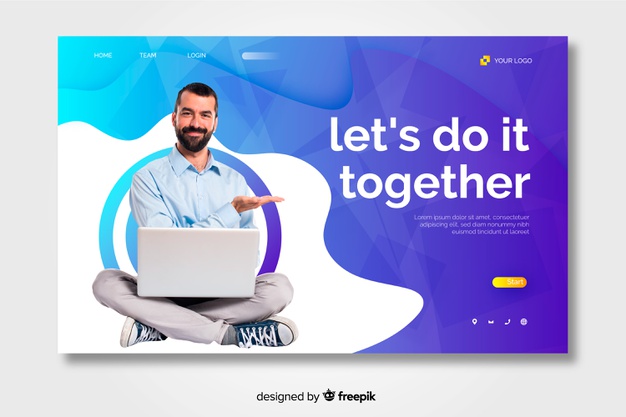 HOME TEAM LOGIN
YOUR LOGO
let's do it
together
Lorem ipsum dolor sit amet, consectetuer
adipiscing elit, sed diam nonummy nibh
euismod tincidunt ut
Start
designed by freepik